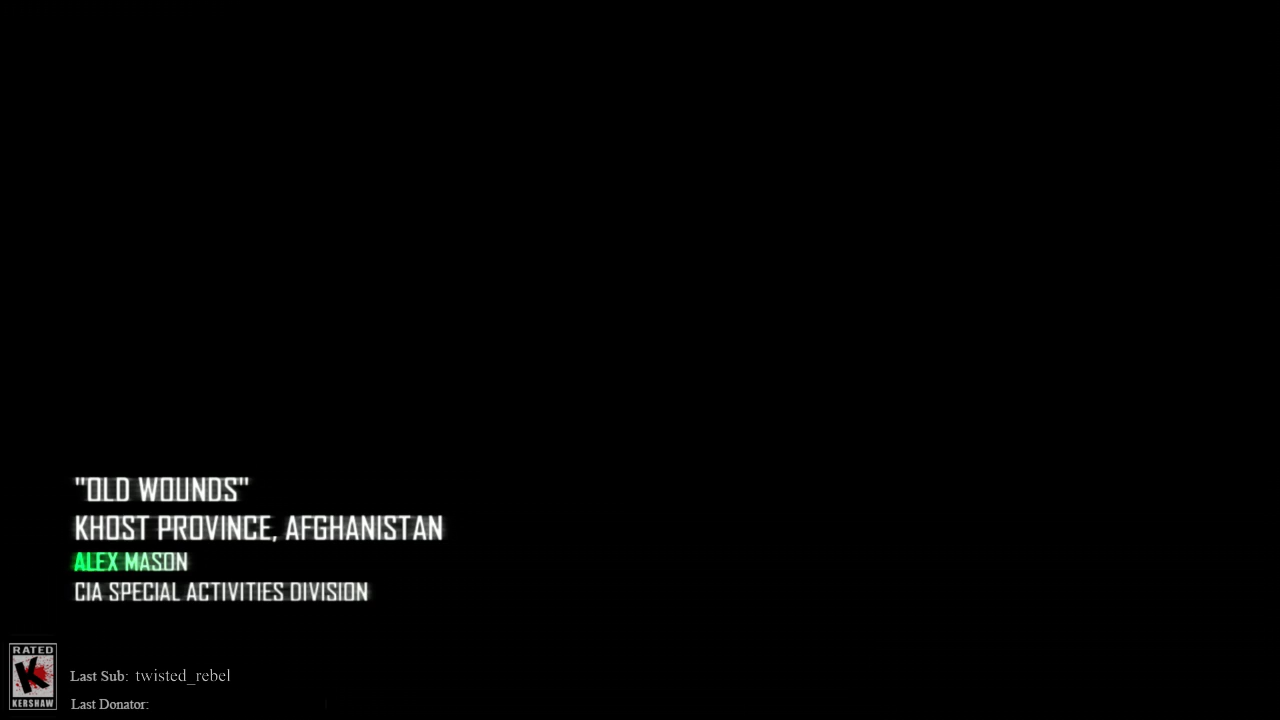 "OLD WOUNDS"
KHOST PROVINCE, AFGHANISTAN
ALEX MASON
CIA SPECIAL ACTIVITIES DIVISION
RATED
K
KERSHAW
Last Sub: twisted_rebel
Last Donator: